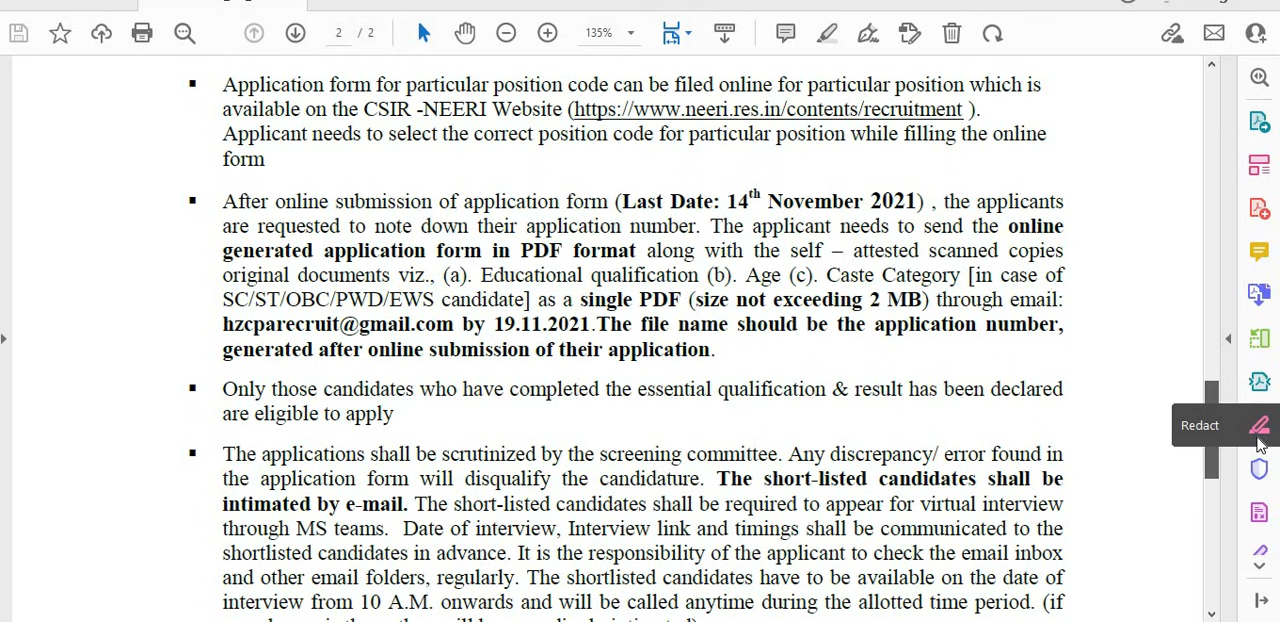 2 / 2
135%
Application form for particular position code can be filed online for particular position which is
available on the CSIR -NEERI Website (https://www.neeri.res.in/contents/recruitment ).
Applicant needs to select the correct position code for particular position while filling the online
form
After online submission of application form (Last Date: 14th November 2021) , the applicants
are requested to note down their application number. The applicant needs to send the online
generated application form in PDF format along with the self – attested scanned copies
original documents viz., (a). Educational qualification (b). Age (c). Caste Category [in case of
SC/ST/OBC/PWD/EWS candidate] as a single PDF (size not exceeding 2 MB) through email:
hzcparecruit@gmail.com by 19.11.2021.The file name should be the application number,
generated after online submission of their application.
Only those candidates who have completed the essential qualification & result has been declared
are eligible to apply
Redact
The applications shall be scrutinized by the screening committee. Any discrepancy/ error found in
the application form will disqualify the candidature. The short-listed candidates shall be
intimated by e-mail. The short-listed candidates shall be required to appear for virtual interview
through MS teams. Date of interview, Interview link and timings shall be communicated to the
shortlisted candidates in advance. It is the responsibility of the applicant to check the email inbox
and other email folders, regularly. The shortlisted candidates have to be available on the date of
interview from 10 A.M. onwards and will be called anytime during the allotted time period. (if